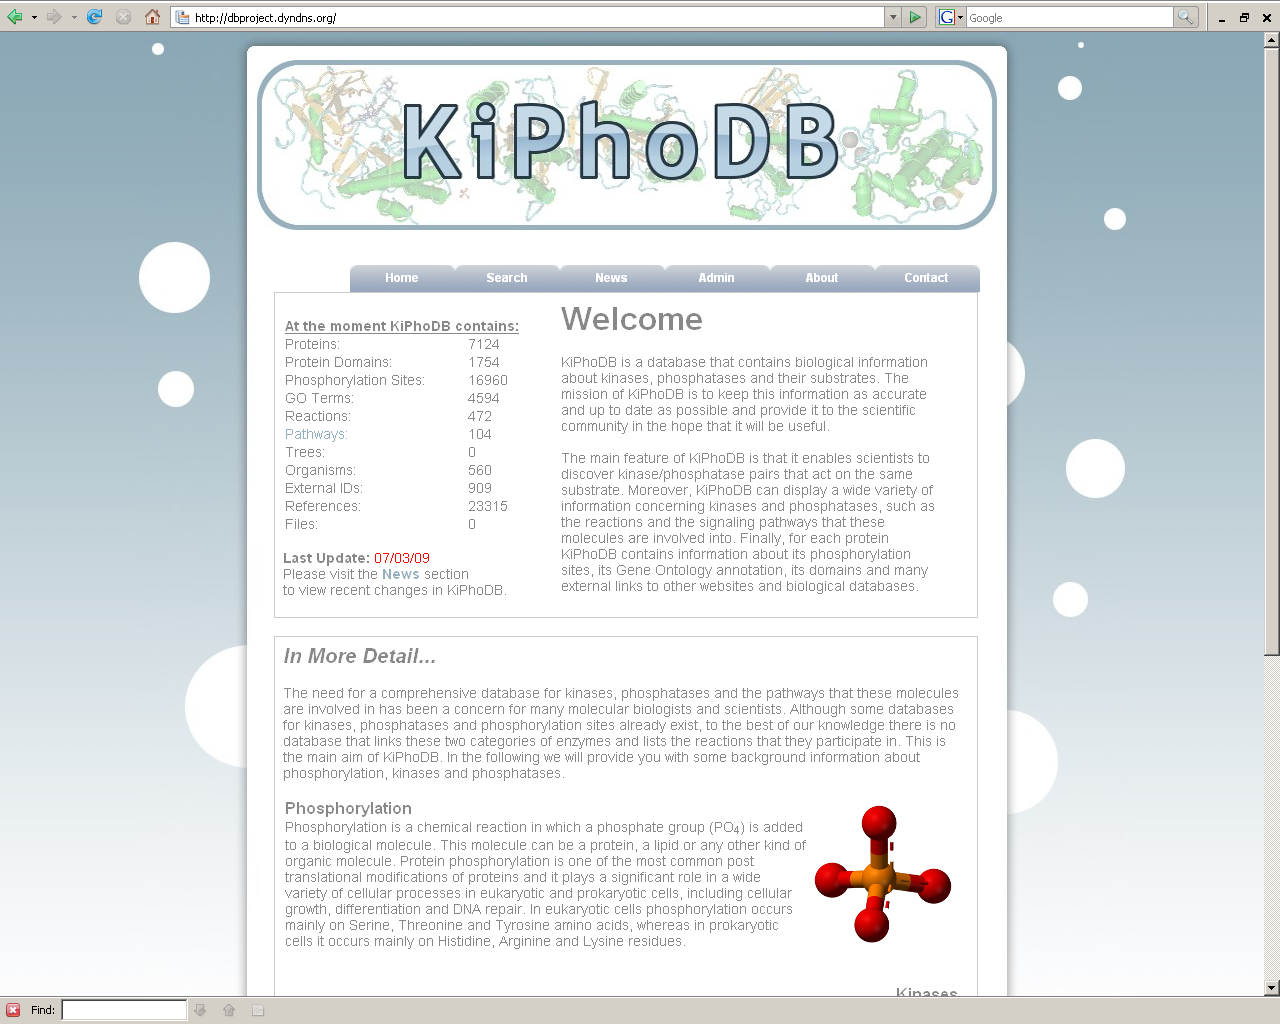 http://dbproject.dyndns.org/
Google
KiPhoDB
Home Search News Admin About Contact
At the moment KiPhoDB contains:
Proteins: 7124
Protein Domains: 1754
Phosphorylation Sites: 16960
GO Terms: 4594
Reactions: 472
Pathways: 104
Trees: 0
Organisms: 560
External IDs: 909
References: 23315
Files: 0
Last Update: 07/03/09
Please visit the News section
to view recent changes in KiPhoDB.
Welcome
KiPhoDB is a database that contains biological information
about kinases, phosphatases and their substrates. The
mission of KiPhoDB is to keep this information as accurate
and up to date as possible and provide it to the scientific
community in the hope that it will be useful.
The main feature of KiPhoDB is that it enables scientists to
discover kinase/phosphatase pairs that act on the same
substrate. Moreover, KiPhoDB can display a wide variety of
information concerning kinases and phosphatases, such as
the reactions and the signaling pathways that these
molecules are involved into. Finally, for each protein
KiPhoDB contains information about its phosphorylation
sites, its Gene Ontology annotation, its domains and many
external links to other websites and biological databases.
In More Detail...
The need for a comprehensive database for kinases, phosphatases and the pathways that these molecules
are involved in has been a concern for many molecular biologists and scientists. Although some databases
for kinases, phosphatases and phosphorylation sites already exist, to the best of our knowledge there is no
database that links these two categories of enzymes and lists the reactions that they participate in. This is
the main aim of KiPhoDB. In the following we will provide you with some background information about
phosphorylation, kinases and phosphatases.
Phosphorylation
Phosphorylation is a chemical reaction in which a phosphate group (PO₄) is added
to a biological molecule. This molecule can be a protein, a lipid or any other kind of
organic molecule. Protein phosphorylation is one of the most common post
translational modifications of proteins and it plays a significant role in a wide
variety of cellular processes in eukaryotic and prokaryotic cells, including cellular
growth, differentiation and DNA repair. In eukaryotic cells phosphorylation occurs
mainly on Serine, Threonine and Tyrosine amino acids, whereas in prokaryotic
cells it occurs mainly on Histidine, Arginine and Lysine residues.
Kinases
Find: